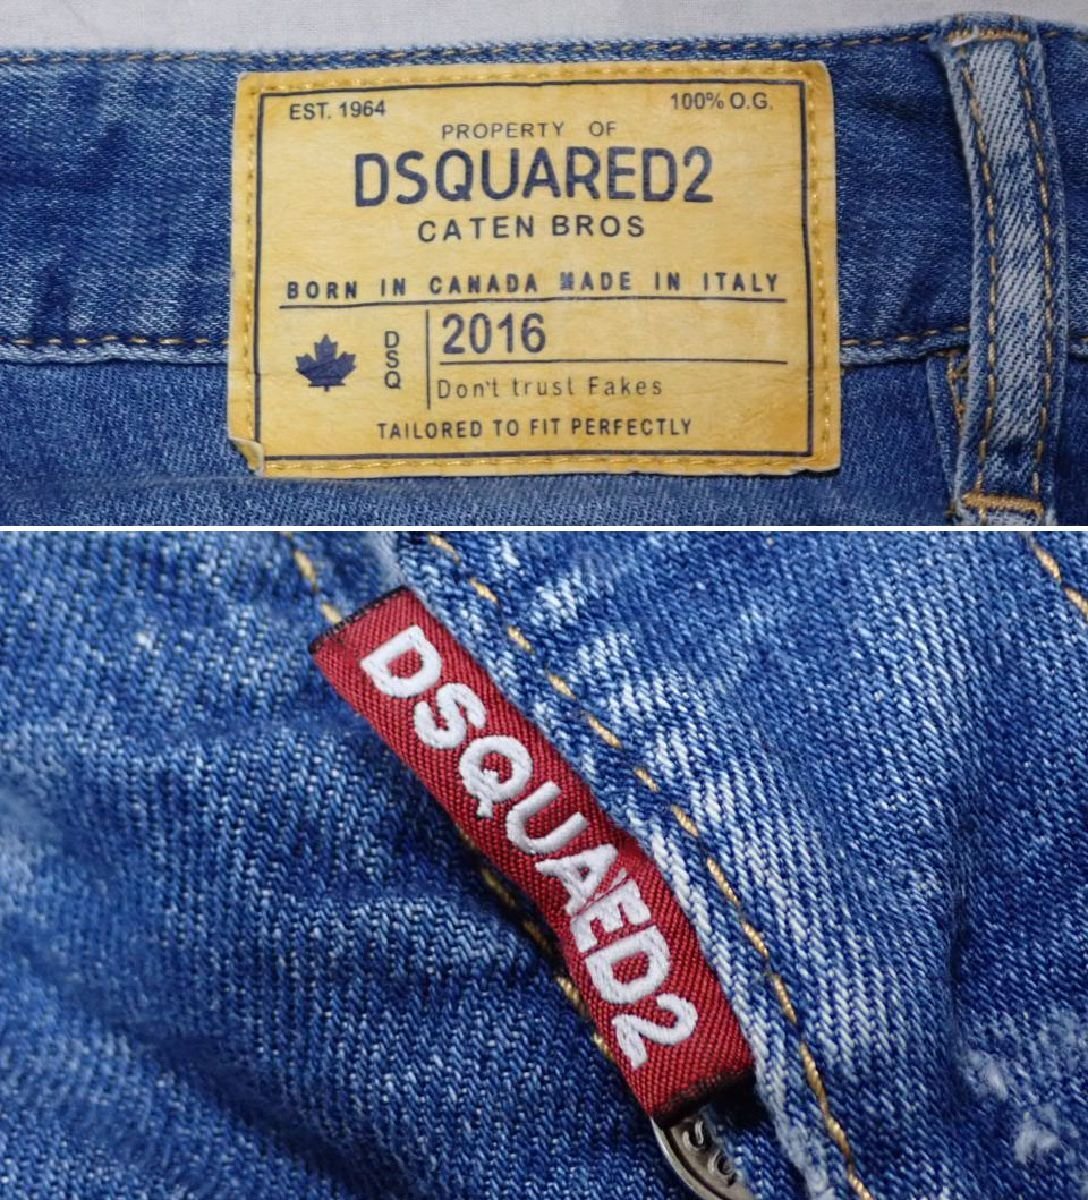 EST. 1964 100% O.G.
PROPERTY OF
DSQUARED2
CATEN BROS
BORN IN CANADA MADE IN ITALY
DSQ
2016
Don't trust Fakes
TAILORED TO FIT PERFECTLY
DSQUAED2